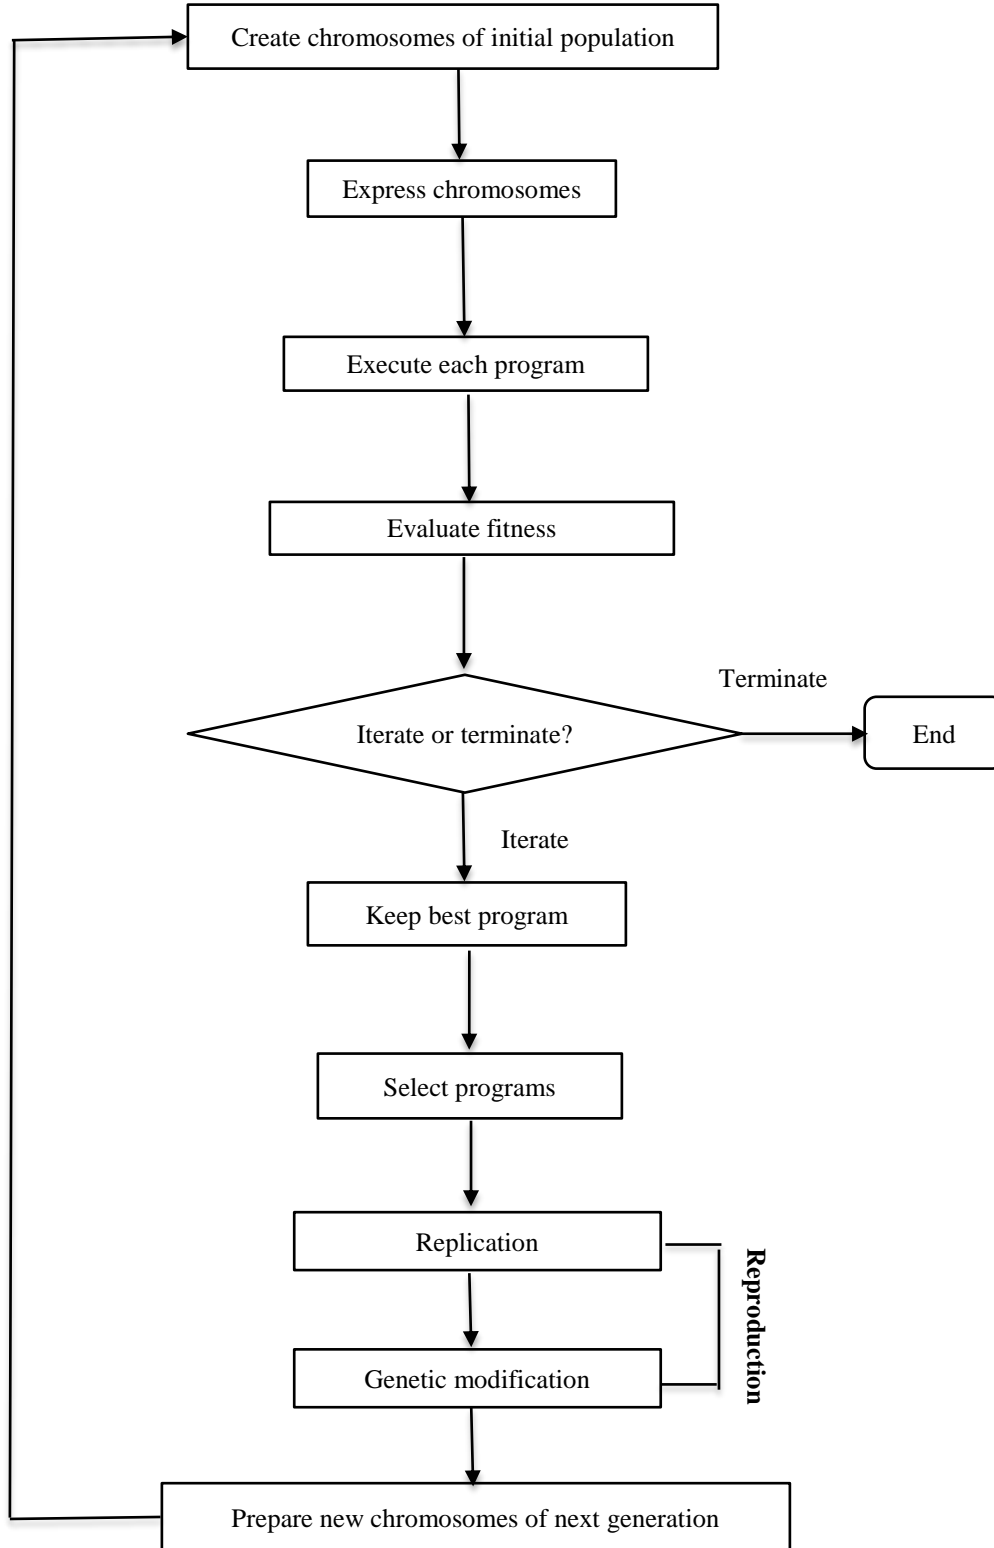 Create chromosomes of initial population
Express chromosomes
Execute each program
Evaluate fitness
Terminate
Iterate or terminate?
End
Iterate
Keep best program
Select programs
Replication
Reproduction
Genetic modification
Prepare new chromosomes of next generation